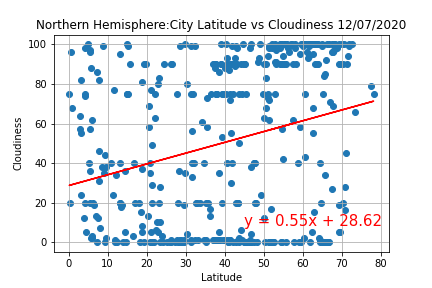 Northern Hemisphere:City Latitude vs Cloudiness 12/07/2020
100
80
60
40
20
0
Cloudiness
y = 0.55x + 28.62
0 10 20 30 40 50 60 70 80
Latitude